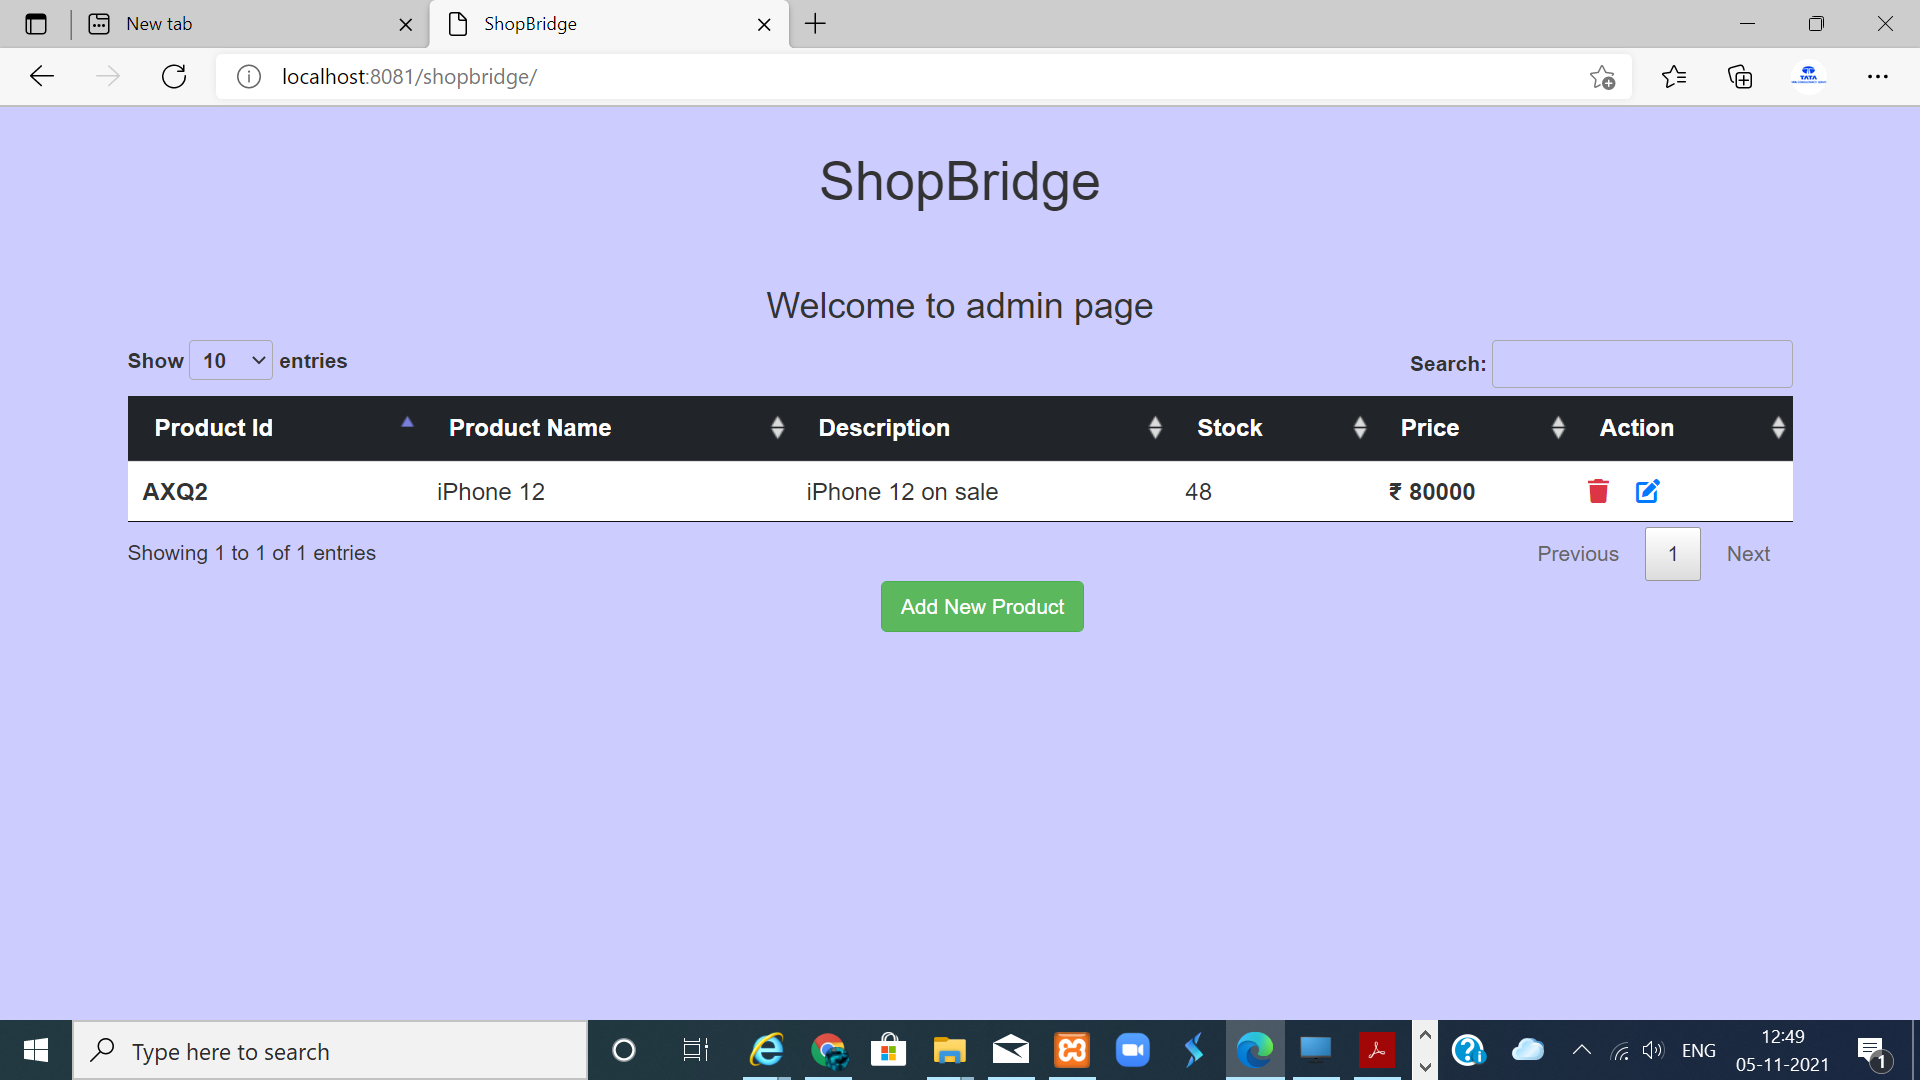 New tab
ShopBridge
localhost:8081/shopbridge/
TATA
ShopBridge
Welcome to admin page
Show 10 entries
Search:
Product Id Product Name Description Stock Price Action
AXQ2 iPhone 12 iPhone 12 on sale 48 ₹ 80000
Showing 1 to 1 of 1 entries
Previous 1 Next
Add New Product
Type here to search
ENG
12:49
05-11-2021
1